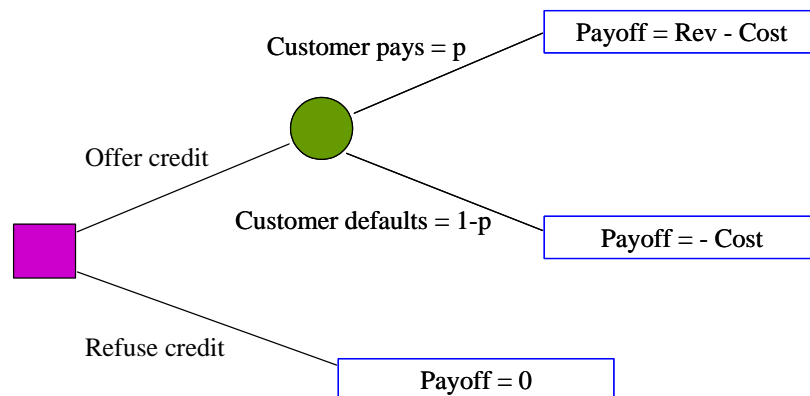 Payoff = Rev - Cost
Customer pays = p
Offer credit
Customer defaults = 1-p
Payoff = - Cost
Refuse credit
Payoff = 0